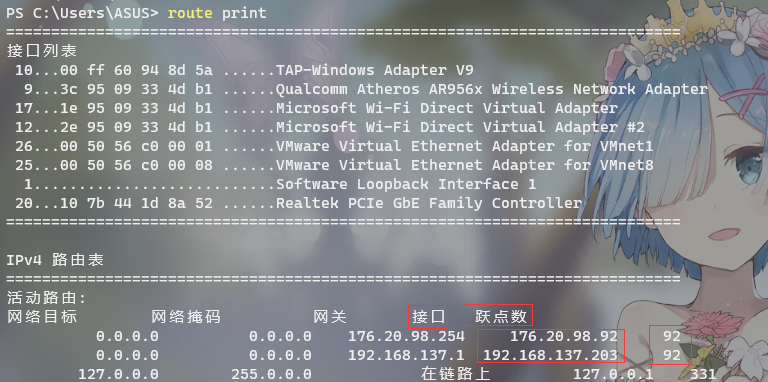 PS C:\Users\ASUS> route print
===========================================================================
接口列表
 10...00 ff 60 94 8d 5a ......TAP-Windows Adapter V9
  9...3c 95 09 33 4d b1 ......Qualcomm Atheros AR956x Wireless Network Adapter
 17...1e 95 09 33 4d b1 ......Microsoft Wi-Fi Direct Virtual Adapter
 12...2e 95 09 33 4d b1 ......Microsoft Wi-Fi Direct Virtual Adapter #2
 26...00 50 56 c0 00 01 ......VMware Virtual Ethernet Adapter for VMnet1
 25...00 50 56 c0 00 08 ......VMware Virtual Ethernet Adapter for VMnet8
  1...........................Software Loopback Interface 1
 20...10 7b 44 1d 8a 52 ......Realtek PCIe GbE Family Controller
===========================================================================
IPv4 路由表
===========================================================================
活动路由:
网络目标 网络掩码 网关 接口 跃点数
0.0.0.0 0.0.0.0 176.20.98.254 176.20.98.92 92
0.0.0.0 0.0.0.0 192.168.137.1 192.168.137.203 92
127.0.0.0 255.0.0.0 在链路上 127.0.0.1 331